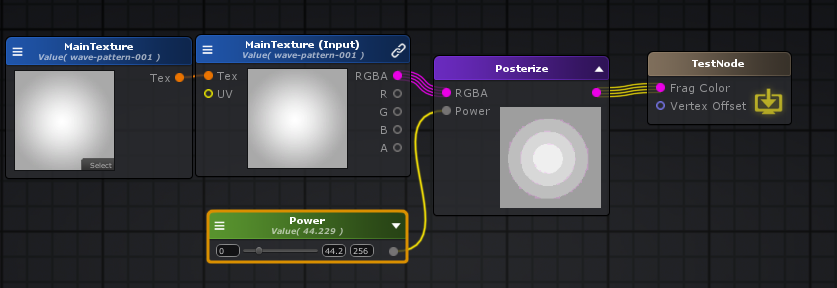 MainTexture
Value( wave-pattern-001 )
Tex
Select
MainTexture (Input)
Value( wave-pattern-001 )
Tex
RGBA
UV
R
G
B
A
Posterize
RGBA
Power
TestNode
Frag Color
Vertex Offset
Power
Value( 44.229 )
0
44.2
256